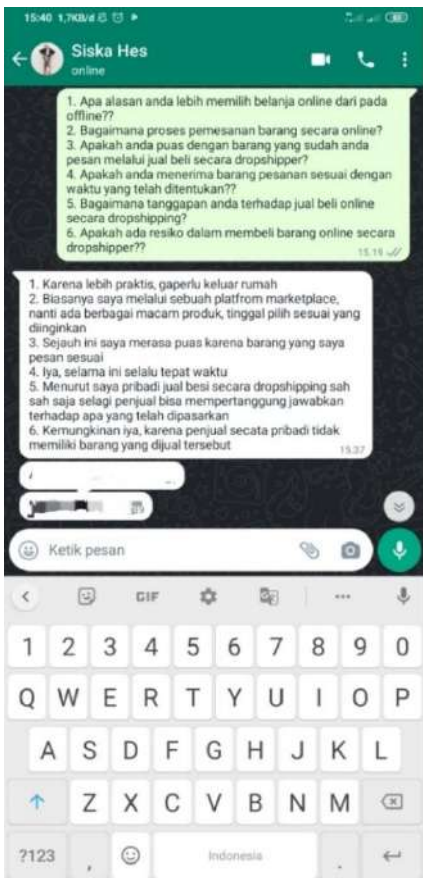 15:40 1,7KB/d
Siska Hes
online
1. Apa alasan anda lebih memilih belanja online dari pada
offline??
2. Bagaimana proses pemesanan barang secara online?
3. Apakah anda puas dengan barang yang sudah anda
pesan melalui jual beli secara dropshipper?
4. Apakah anda menerima barang pesanan sesuai dengan
waktu yang telah ditentukan??
5. Bagaimana tanggapan anda terhadap jual beli online
secara dropshipping?
6. Apakah ada resiko dalam membeli barang online secara
dropshipper??
15.19
1. Karena lebih praktis, gaperlu keluar rumah
2. Biasanya saya melalui sebuah platfrom marketplace,
nanti ada berbagai macam produk, tinggal pilih sesuai yang
diinginkan
3. Sejauh ini saya merasa puas karena barang yang saya
pesan sesuai
4. Iya, selama ini selalu tepat waktu
5. Menurut saya pribadi jual besi secara dropshipping sah
sah saja selagi penjual bisa mempertanggung jawabkan
terhadap apa yang telah dipasarkan
6. Kemungkinan iya, karena penjual secata pribadi tidak
memiliki barang yang dijual tersebut
15.37
Ketik pesan
GIF
1 2 3 4 5 6 7 8 9 0
Q W E R T Y U I O P
A S D F G H J K L
Z X C V B N M
?123 , Indonesia .